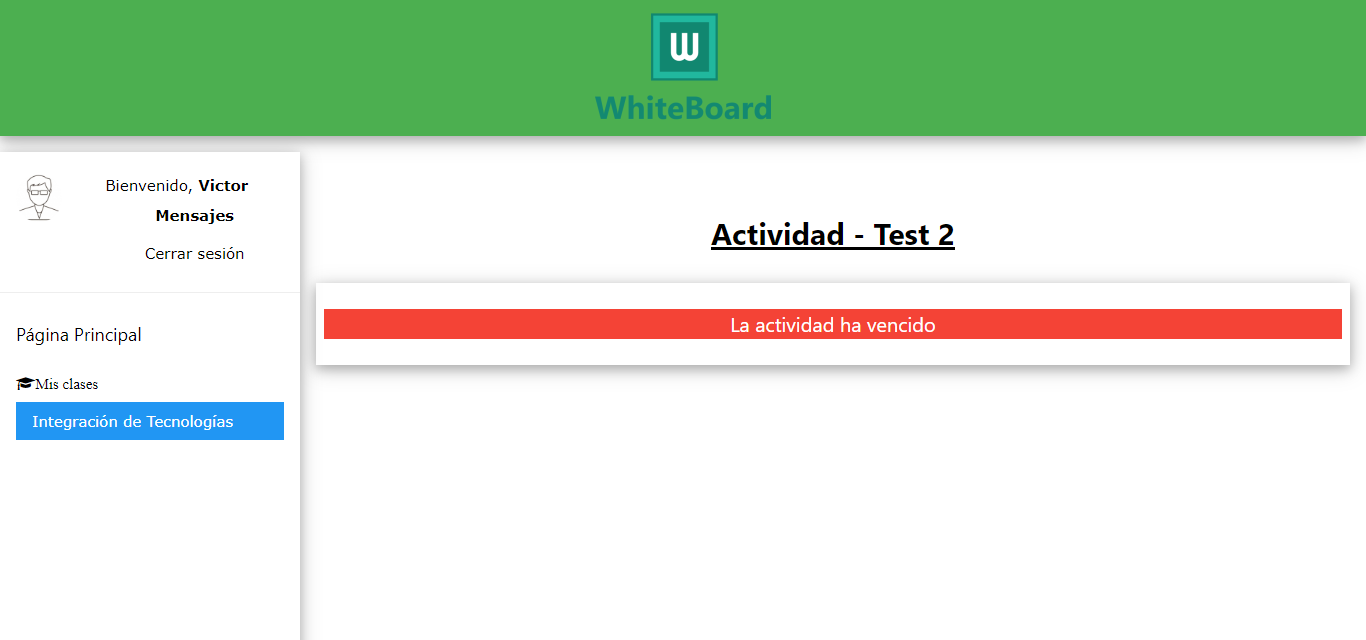 W
WhiteBoard
Bienvenido, Victor
Mensajes
Cerrar sesión
Página Principal
Mis clases
Integración de Tecnologías
Actividad - Test 2
La actividad ha vencido